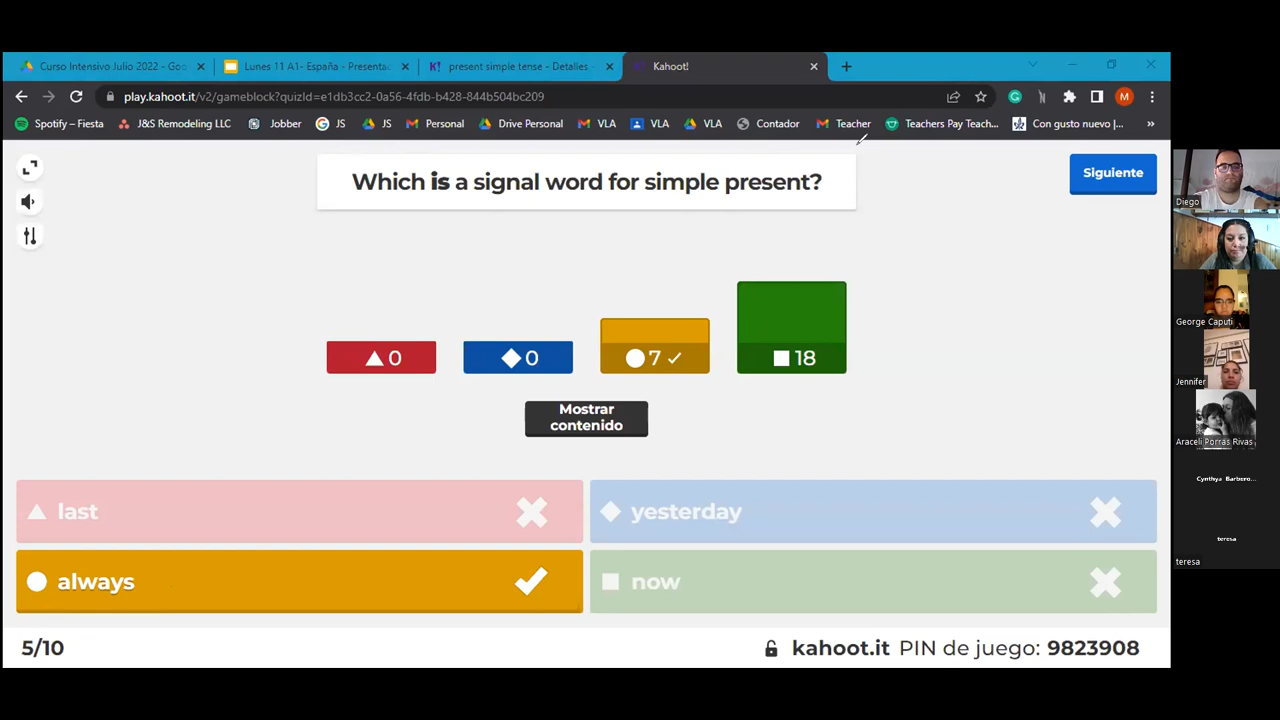 Curso Intensivo Julio 2022 - Goo
Lunes 11 A1- España - Presenta
present simple tense - Detalles -
Kahoot!
play.kahoot.it/v2/gameblock?quizId=e1db3cc2-0a56-4fdb-b428-844b504bc209
M
Spotify – Fiesta
J&S Remodeling LLC
Jobber
JS
JS
Personal
Drive Personal
VLA
VLA
VLA
Contador
Teacher
Teachers Pay Teach...
Con gusto nuevo |...
»
Which is a signal word for simple present?
Siguiente
0
0
7
18
Mostrar
contenido
last
yesterday
always
now
5/10
kahoot.it PIN de juego: 9823908
Diego
George Caputi
Jennifer
Araceli Porras Rivas
Cynthya Barbero...
teresa
teresa